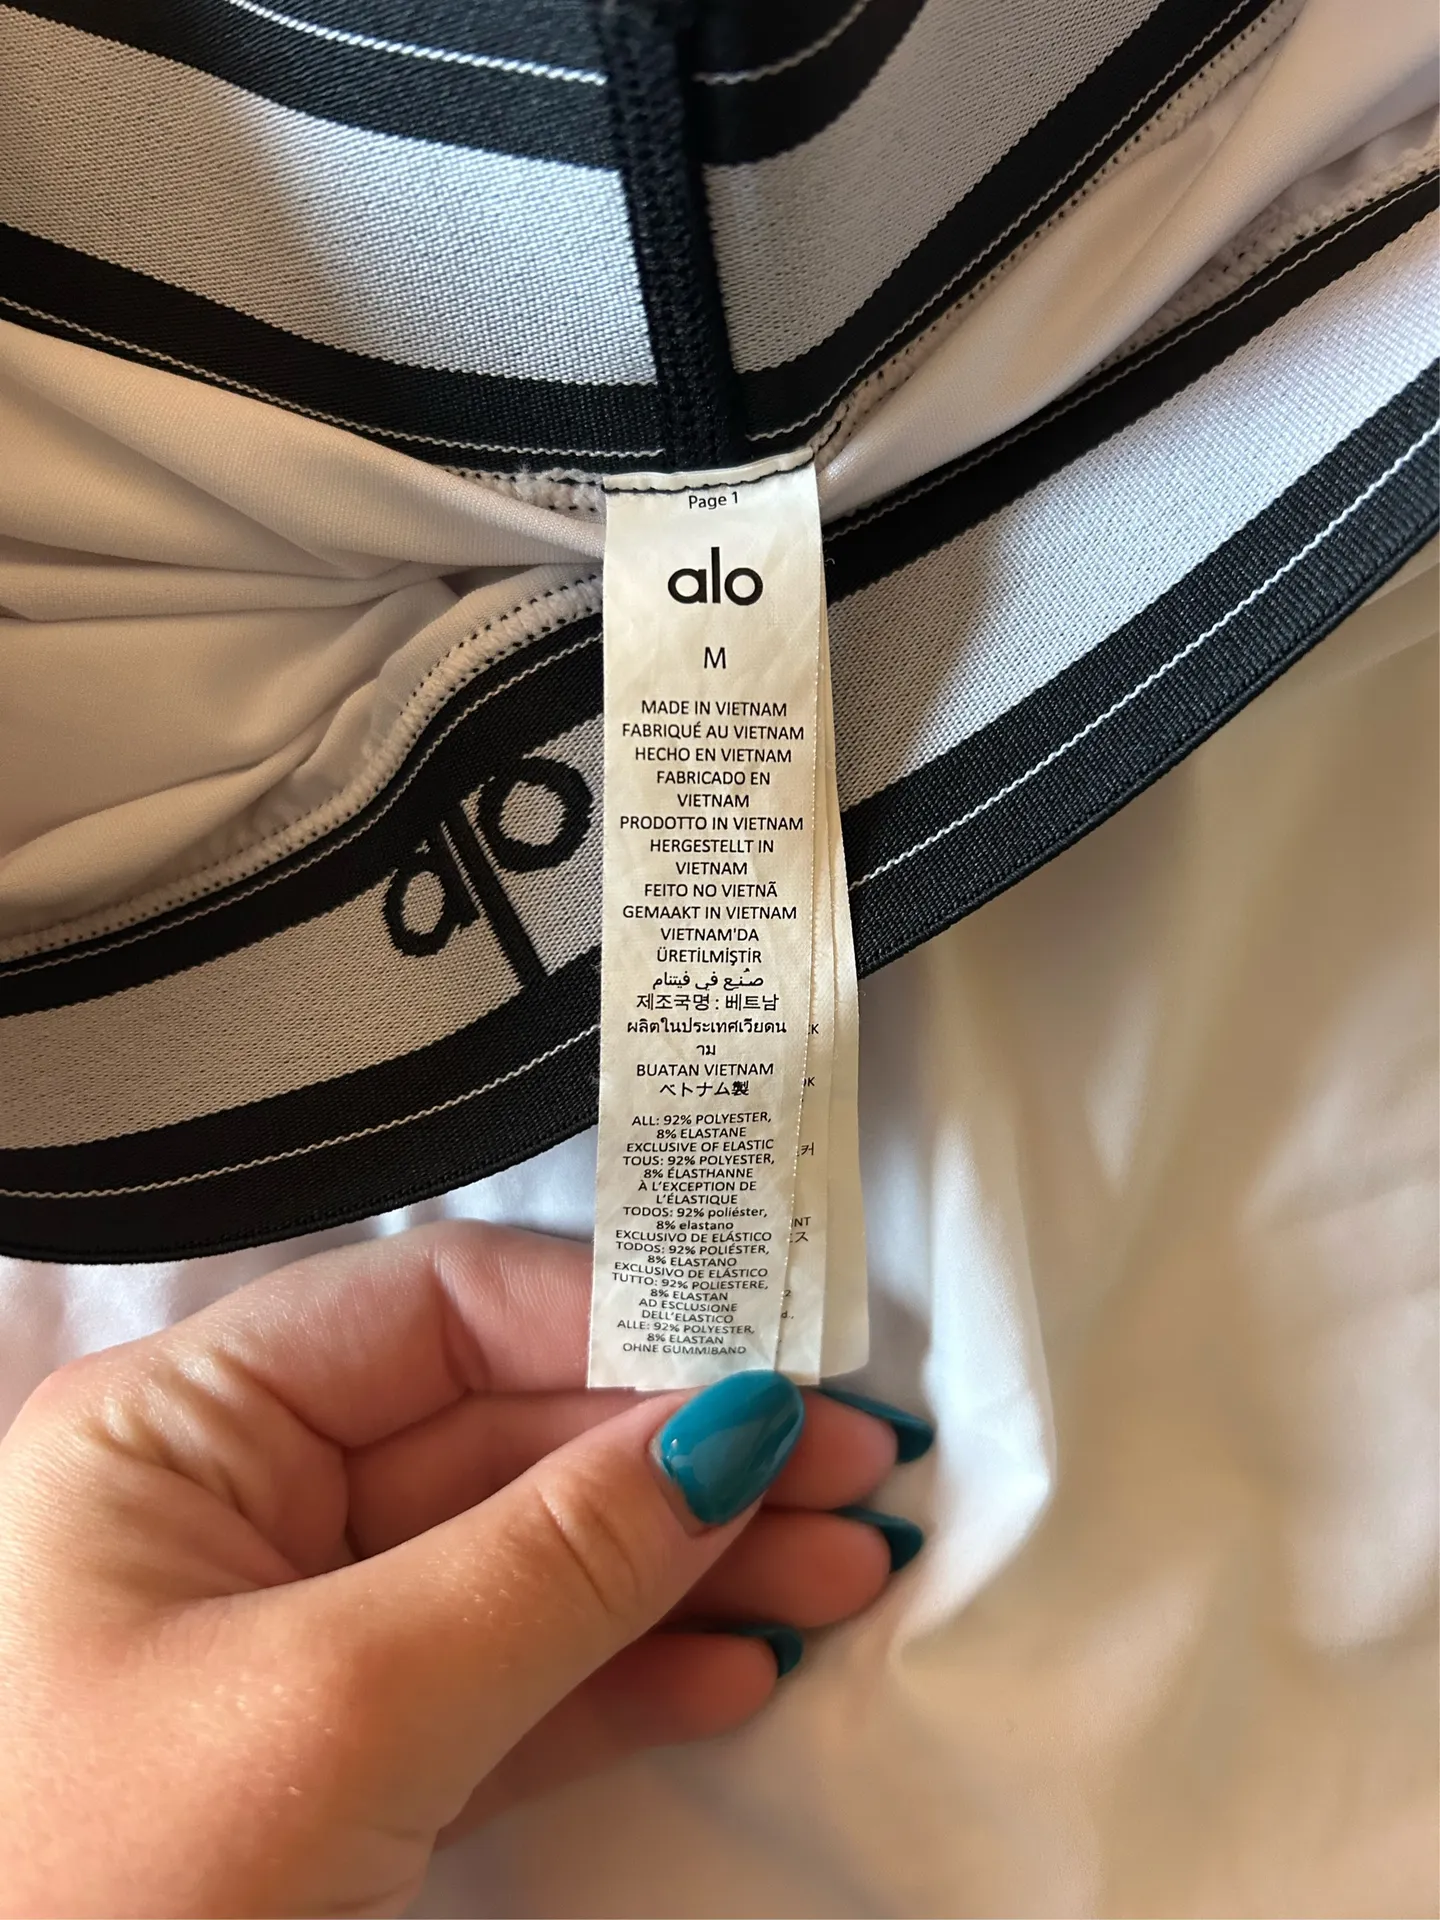 Page 1
alo
M
MADE IN VIETNAM
FABRIQUÉ AU VIETNAM
HECHO EN VIETNAM
FABRICADO EN
VIETNAM
PRODOTTO IN VIETNAM
HERGESTELLT IN
VIETNAM
FEITO NO VIETNÃ
GEMAAKT IN VIETNAM
VIETNAM'DA
ÜRETİLMİŞTİR
صُنع في فيتنام
제조국명 : 베트남
ผลิตในประเทศเวียดน
าม
BUATAN VIETNAM
ベトナム製
ALL: 92% POLYESTER,
8% ELASTANE
EXCLUSIVE OF ELASTIC
TOUS: 92% POLYESTER,
8% ÉLASTHANNE
À L'EXCEPTION DE
L'ÉLASTIQUE
TODOS: 92% poliéster,
8% elastano
EXCLUSIVO DE ELÁSTICO
TODOS: 92% POLIÉSTER,
8% ELASTANO
EXCLUSIVO DE ELÁSTICO
TUTTO: 92% POLIESTERE,
8% ELASTAN
AD ESCLUSIONE
DELL'ELASTICO
ALLE: 92% POLYESTER,
8% ELASTAN
OHNE GUMMIBAND
alo